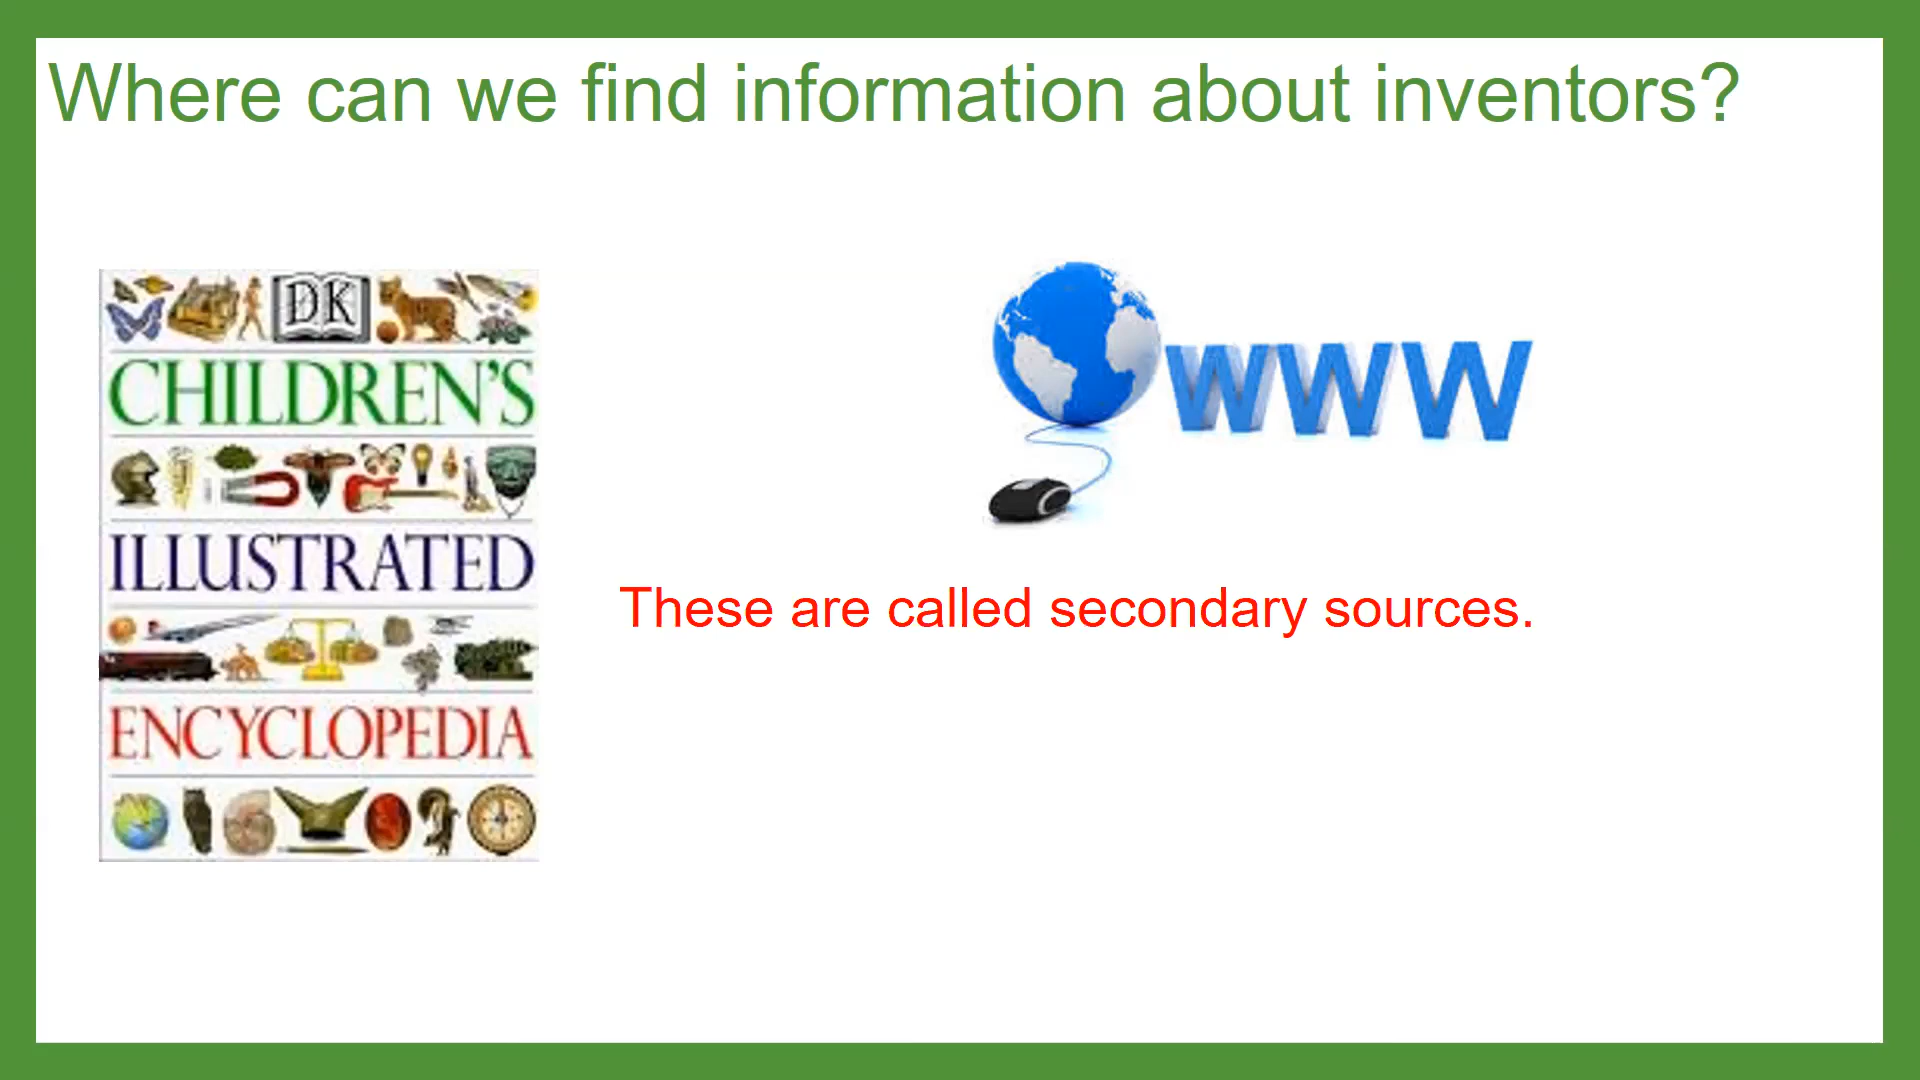 Where can we find information about inventors?
DK
CHILDREN'S
ILLUSTRATED
ENCYCLOPEDIA
www
These are called secondary sources.